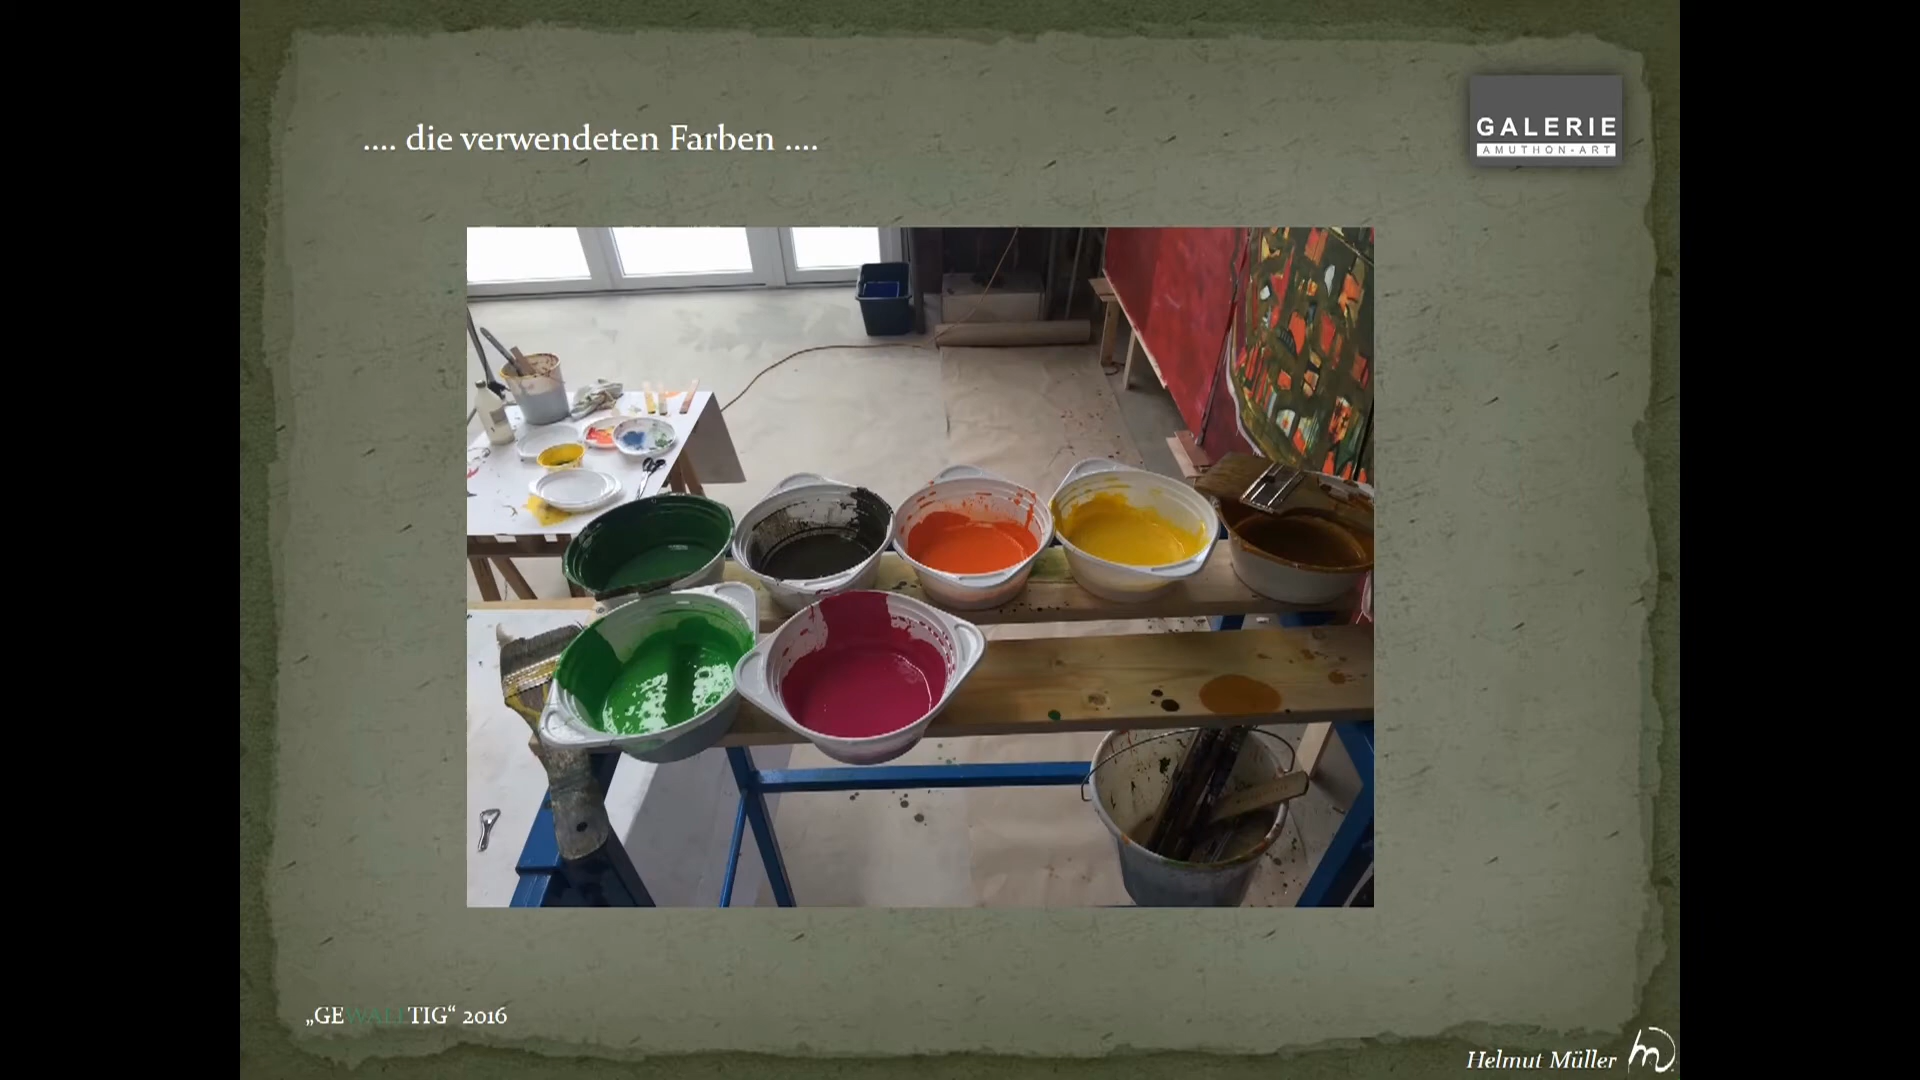 .... die verwendeten Farben ....
GALERIE
AMUTHON-ART
„GEWALLTIG“ 2016
Helmut Müller